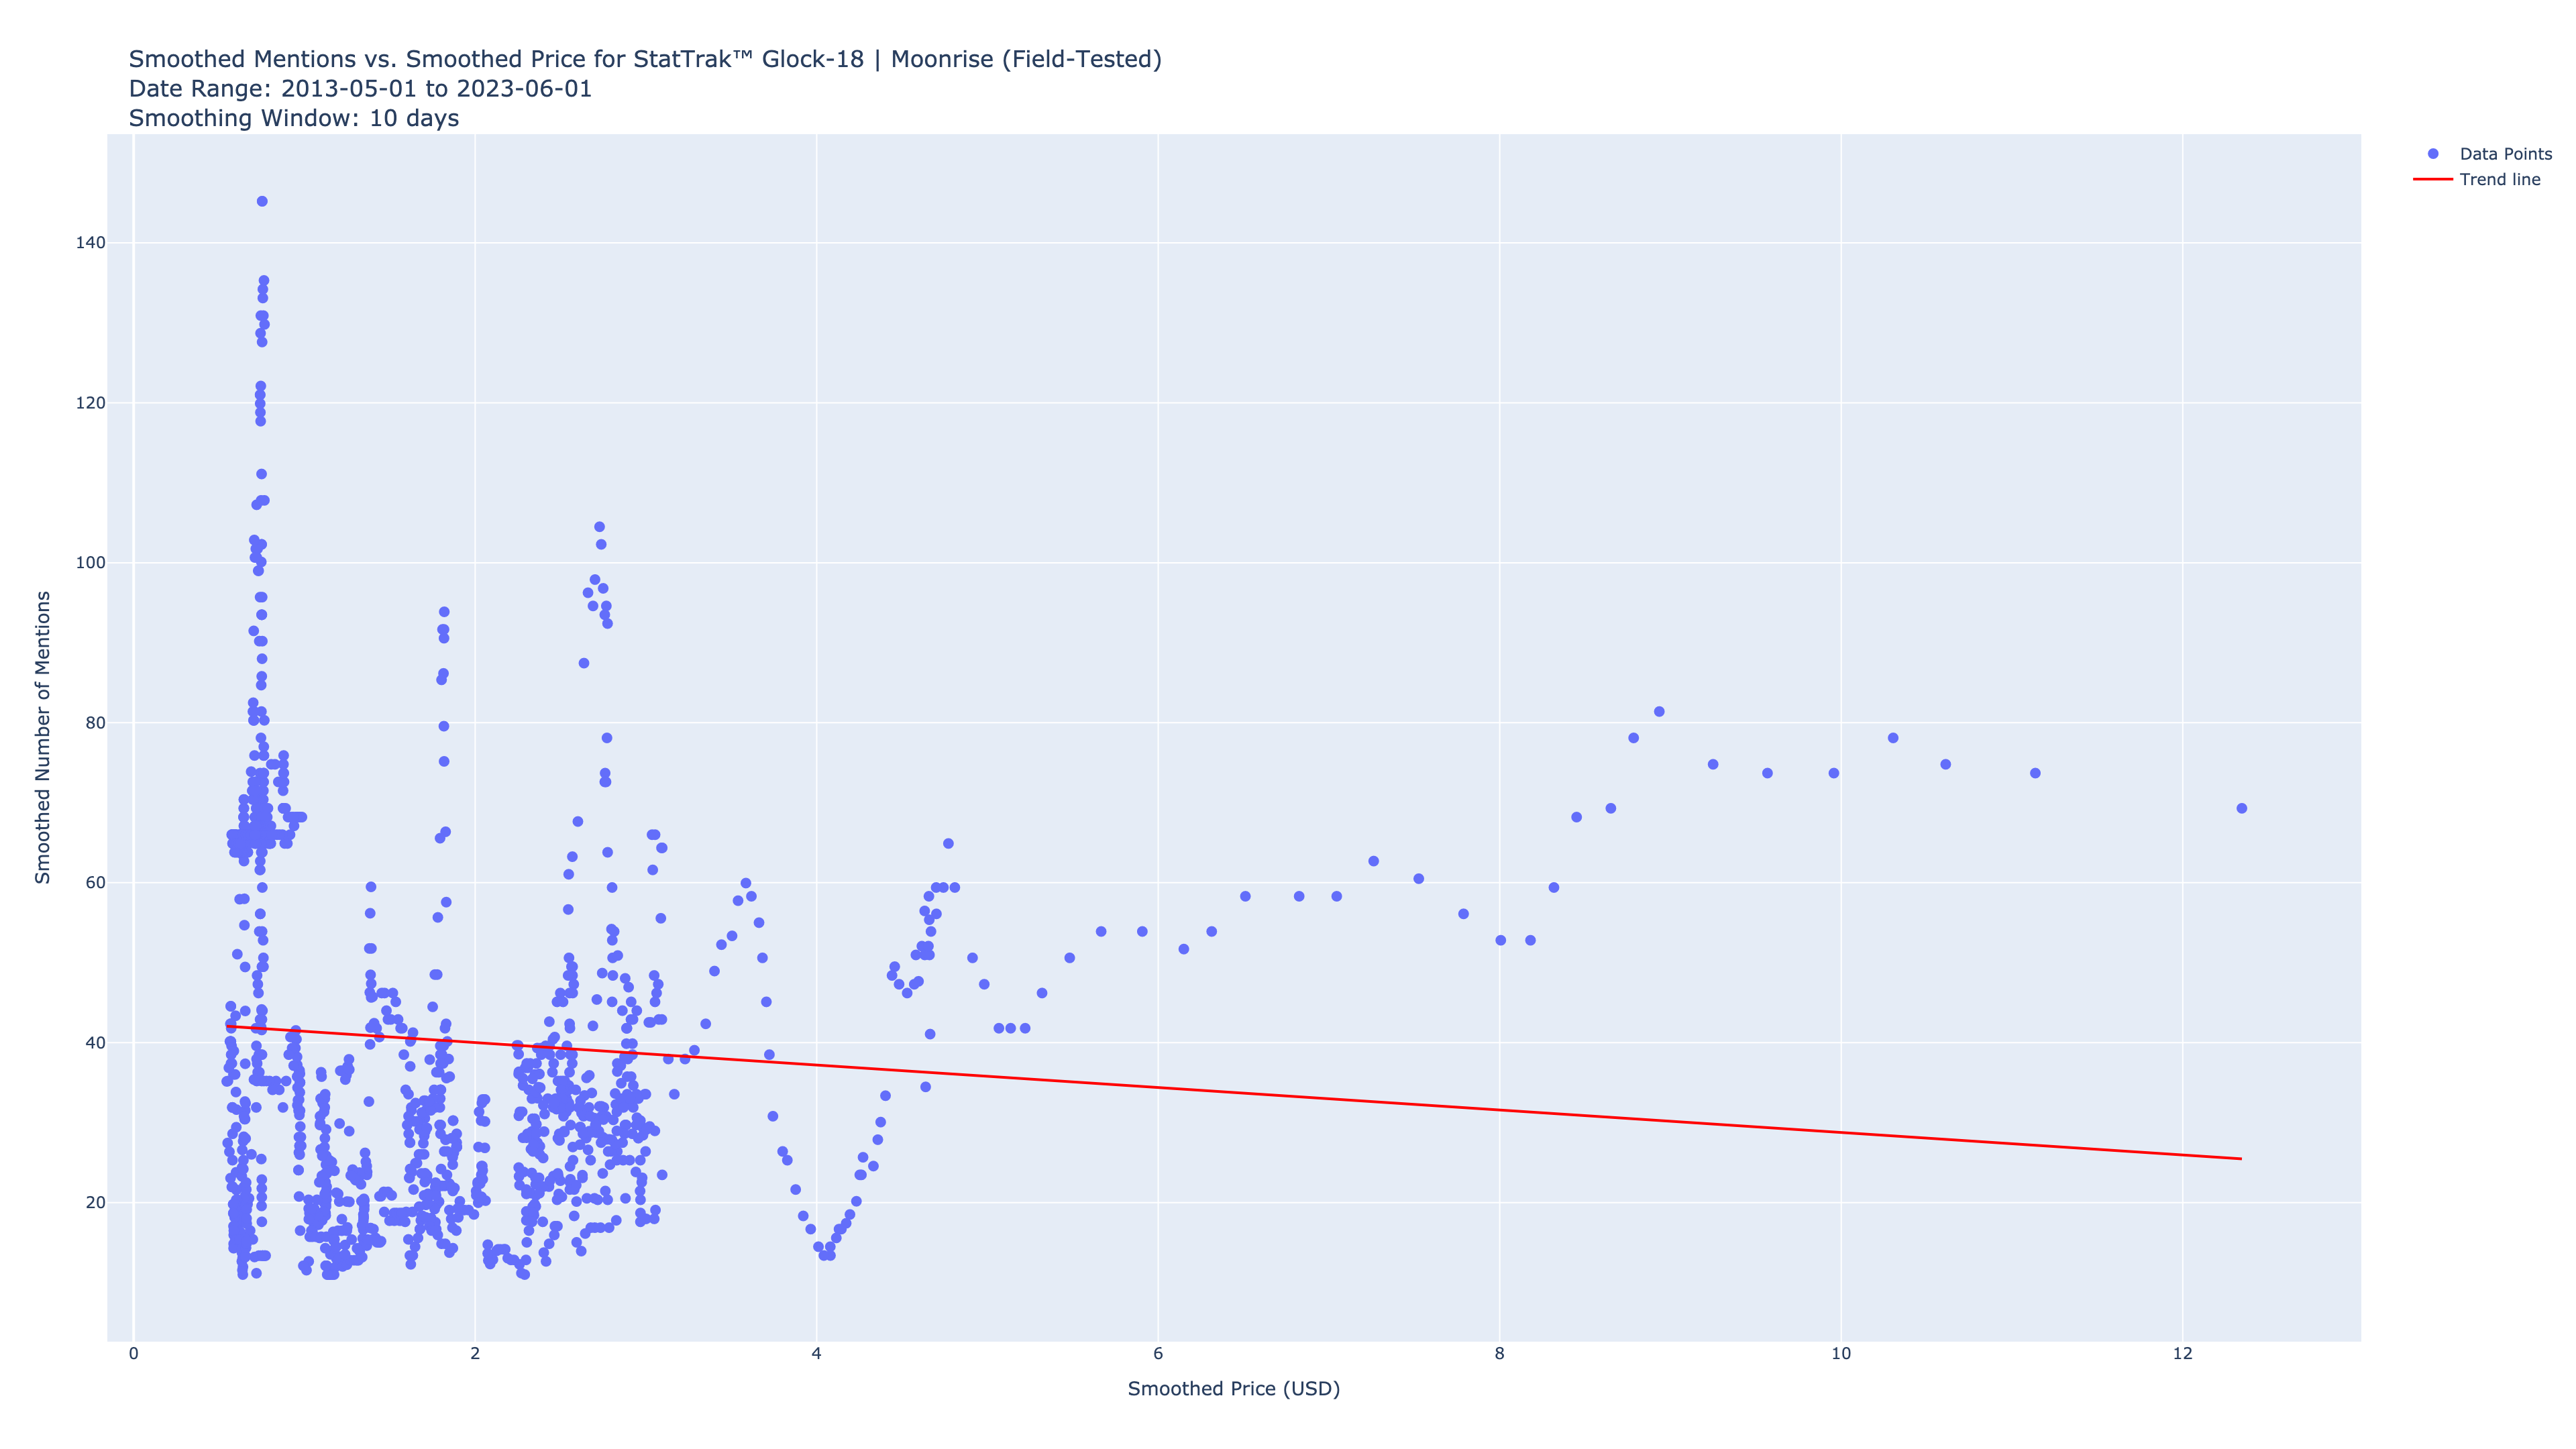 Smoothed Mentions vs. Smoothed Price for StatTrak™ Glock-18 | Moonrise (Field-Tested)
Date Range: 2013-05-01 to 2023-06-01
Smoothing Window: 10 days
Data Points
Trend line
140
120
100
80
60
40
20
Smoothed Number of Mentions
0
2
4
6
8
10
12
Smoothed Price (USD)